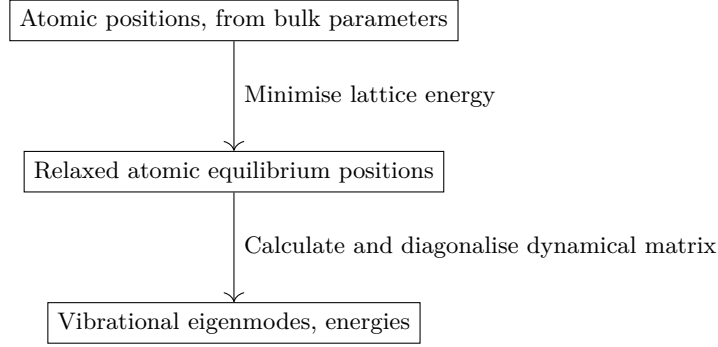 Atomic positions, from bulk parameters
Minimise lattice energy
Relaxed atomic equilibrium positions
Calculate and diagonalise dynamical matrix
Vibrational eigenmodes, energies